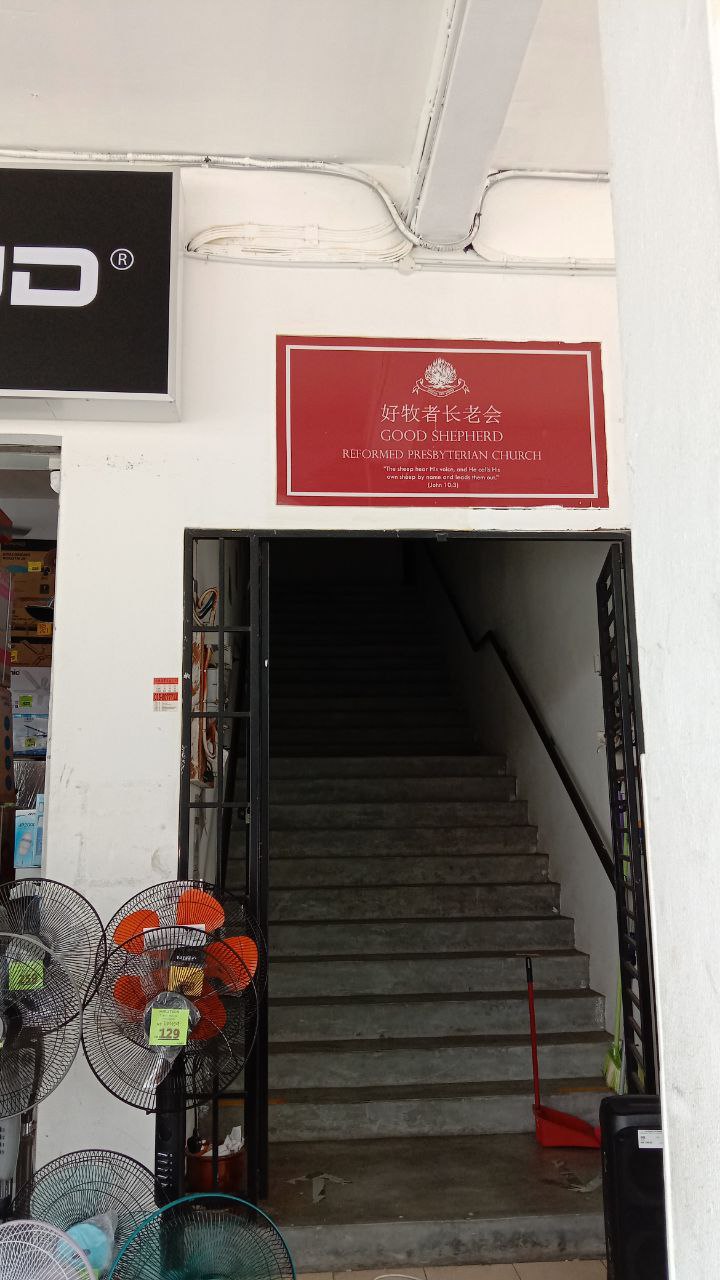 D®
好牧者长老会
GOOD SHEPHERD
REFORMED PRESBYTERIAN CHURCH
"The sheep hear His voice, and He calls His
own sheep by name and leads them out."
(John 10:3)
129